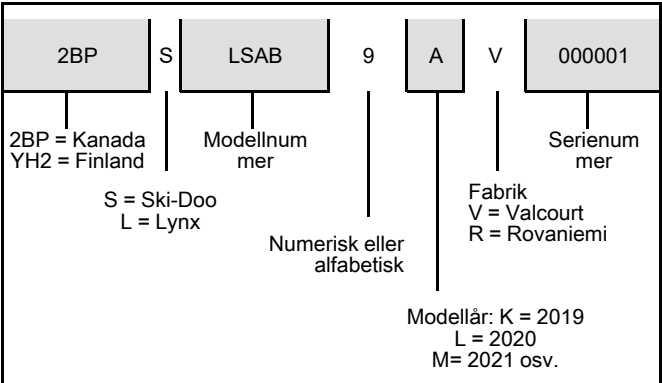 2BP S LSAB 9 A V 000001
2BP = Kanada
YH2 = Finland
Modellnum
mer
Serienum
mer
S = Ski-Doo
L = Lynx
Fabrik
V = Valcourt
R = Rovaniemi
Numerisk eller
alfabetisk
Modellår: K = 2019
L = 2020
M= 2021 osv.